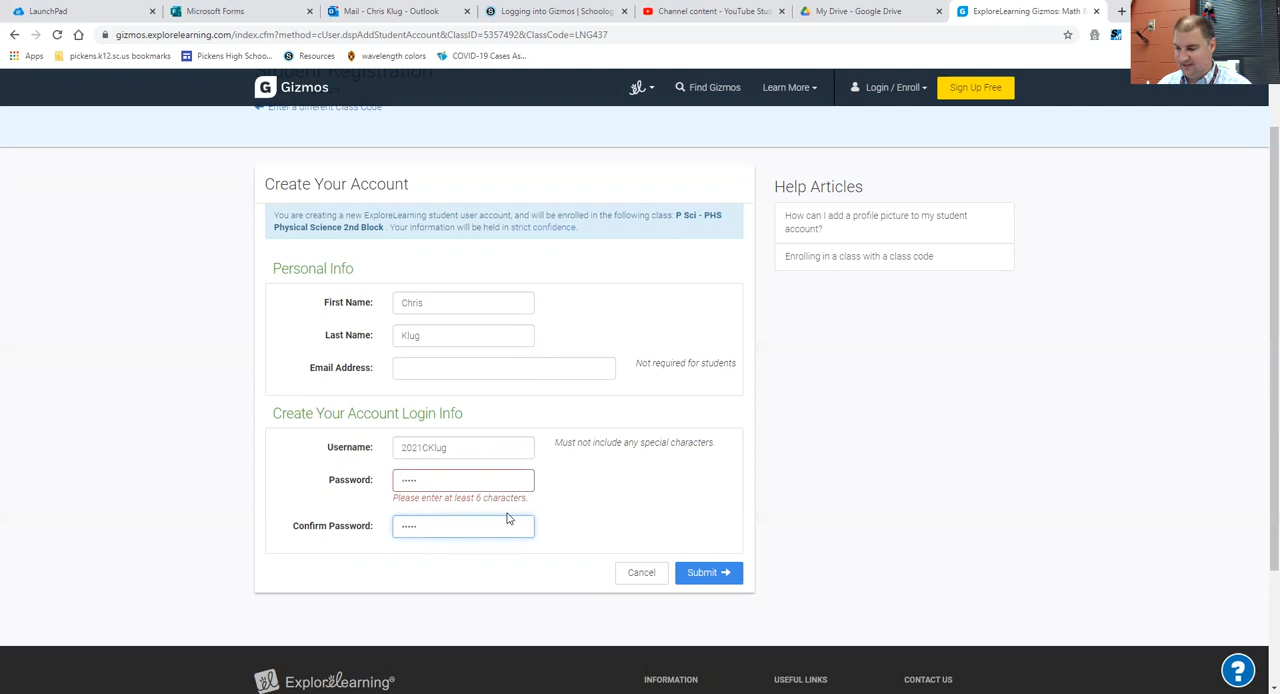 LaunchPad × Microsoft Forms × Mail - Chris Klug - Outlook × Logging into Gizmos | Schoolog × Channel content - YouTube Stu × My Drive - Google Drive × ExploreLearning Gizmos: Math & ×
gizmos.explorelearning.com/index.cfm?method=cUser.dspAddStudentAccount&ClassID=5357492&ClassCode=LNG437
Apps pickens.k12.sc.us bookmarks Pickens High Schoo... Resources wavelength colors COVID-19 Cases As...
Student Registration
G Gizmos
Find Gizmos Learn More Login / Enroll Sign Up Free
Enter a different Class Code
Create Your Account
You are creating a new ExploreLearning student user account, and will be enrolled in the following class: P Sci - PHS
Physical Science 2nd Block . Your information will be held in strict confidence.
Personal Info
First Name: Chris
Last Name: Klug
Email Address: Not required for students
Create Your Account Login Info
Username: 2021CKlug Must not include any special characters.
Password: •••••
Please enter at least 6 characters.
Confirm Password: •••••
Cancel Submit
Help Articles
How can I add a profile picture to my student
account?
Enrolling in a class with a class code
ExploreLearning®
INFORMATION USEFUL LINKS CONTACT US
?